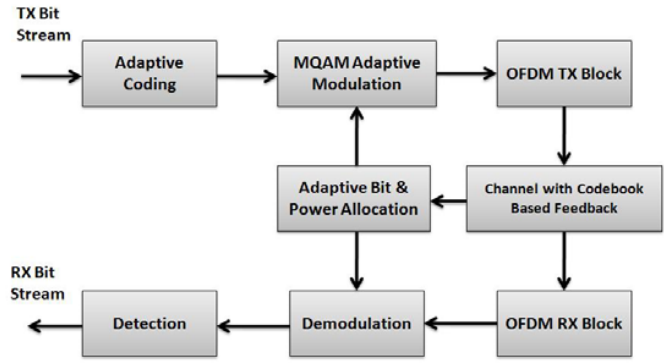 TX Bit
Stream
Adaptive
Coding
MQAM Adaptive
Modulation
OFDM TX Block
Adaptive Bit &
Power Allocation
Channel with Codebook
Based Feedback
RX Bit
Stream
Detection
Demodulation
OFDM RX Block